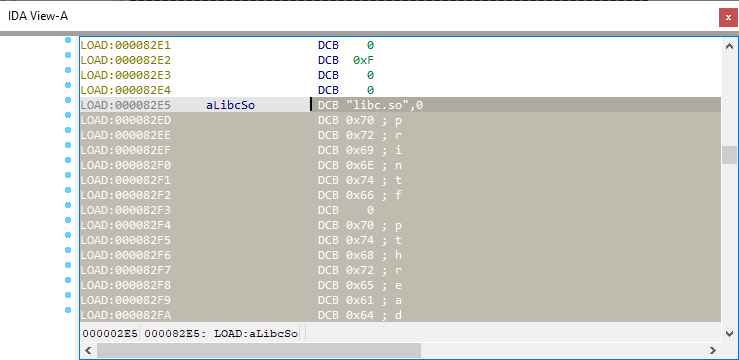 IDA View-A
x
LOAD:000082E1 DCB 0
LOAD:000082E2 DCB 0xF
LOAD:000082E3 DCB 0
LOAD:000082E4 DCB 0
LOAD:000082E5 aLibcSo DCB "libc.so",0
LOAD:000082ED DCB 0x70 ; p
LOAD:000082EE DCB 0x72 ; r
LOAD:000082EF DCB 0x69 ; i
LOAD:000082F0 DCB 0x6E ; n
LOAD:000082F1 DCB 0x74 ; t
LOAD:000082F2 DCB 0x66 ; f
LOAD:000082F3 DCB 0
LOAD:000082F4 DCB 0x70 ; p
LOAD:000082F5 DCB 0x74 ; t
LOAD:000082F6 DCB 0x68 ; h
LOAD:000082F7 DCB 0x72 ; r
LOAD:000082F8 DCB 0x65 ; e
LOAD:000082F9 DCB 0x61 ; a
LOAD:000082FA DCB 0x64 ; d
000002E5 000082E5: LOAD:aLibcSo